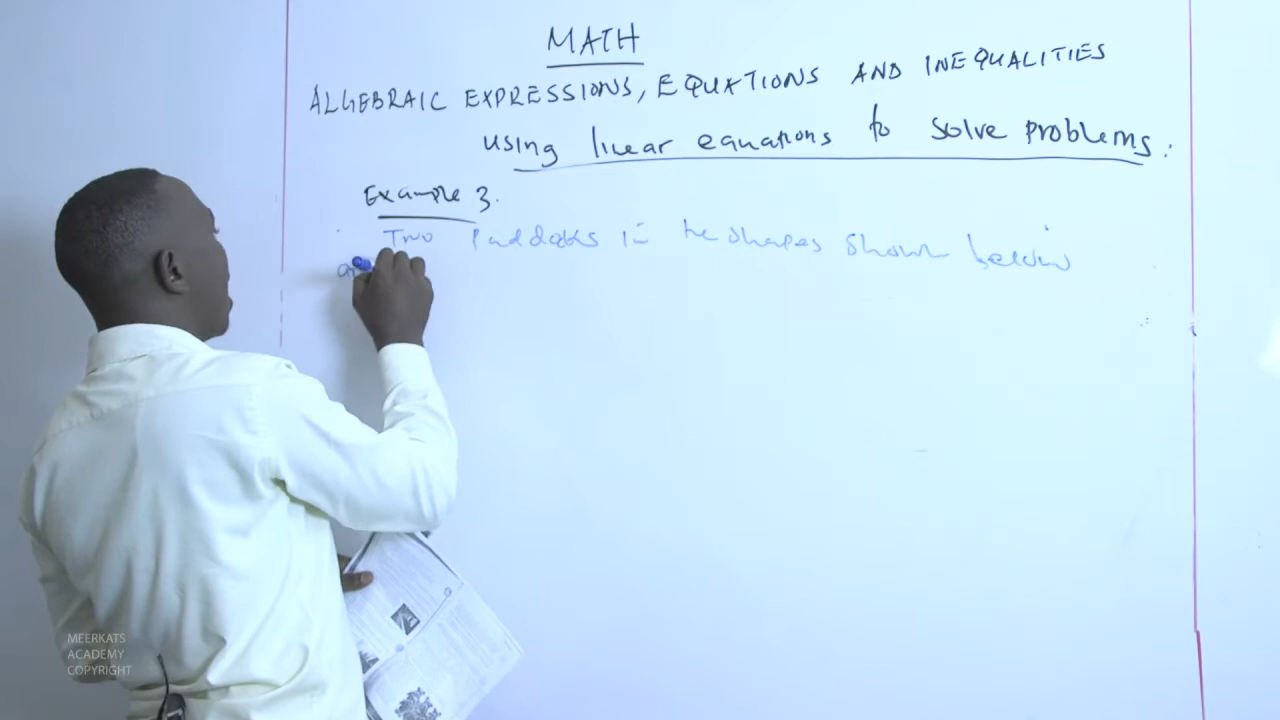 MATH
ALGEBRAIC EXPRESSIONS, EQUATIONS AND INEQUALITIES
using linear equations to solve problems.
Example 3.
Two Paddoks in the shapes shown below
MEERKATS
ACADEMY
COPYRIGHT